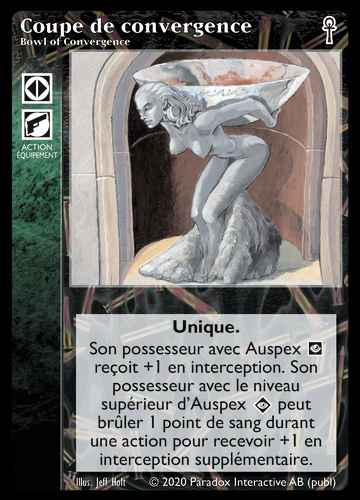 Coupe de convergence
Bowl of Convergence
ACTION
ÉQUIPEMENT
Unique.
Son possesseur avec Auspex
reçoit +1 en interception. Son
possesseur avec le niveau
supérieur d'Auspex peut
brûler 1 point de sang durant
une action pour recevoir +1 en
interception supplémentaire.
Illus. Jeff Holt
© 2020 Paradox Interactive AB (publ)